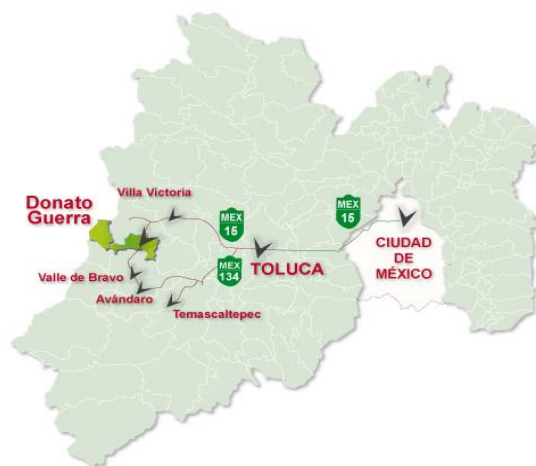 Villa Victoria
Donato
Guerra
MEX
15
MEX
15
CIUDAD
DE
MÉXICO
TOLUCA
MEX
134
Valle de Bravo
Avándaro
Temascaltepec